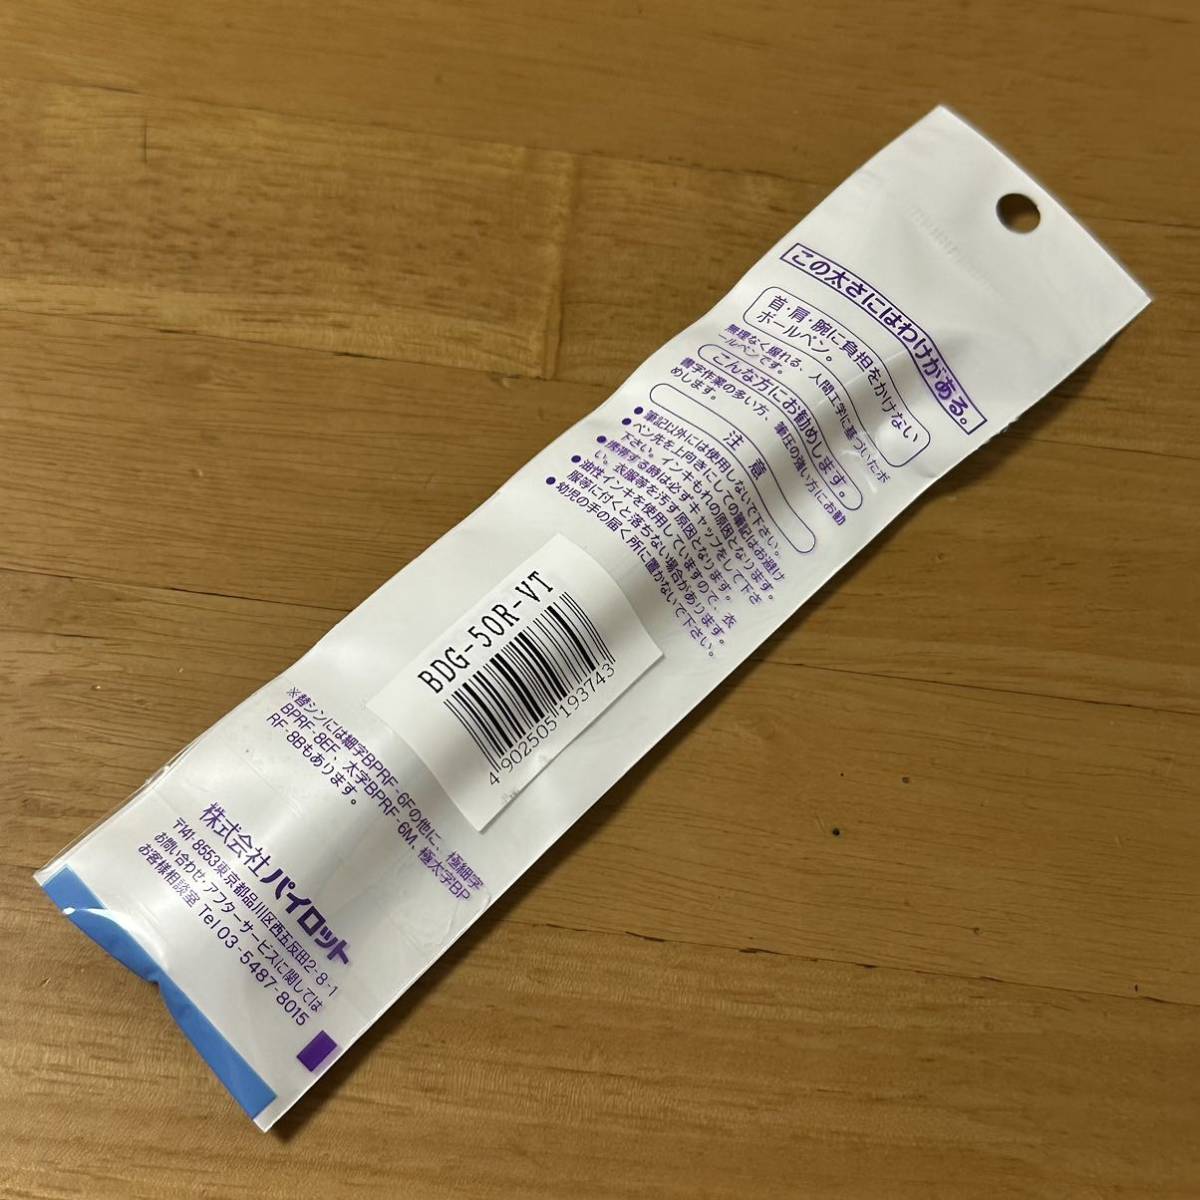 この太さにはわけがある。
首・肩・腕に負担をかけない
ボールペン。
無理なく握れる、人間工学に基づいたボ
ールペンです。
こんな方にお勧めします。
書字作業の多い方、筆圧の強い方にお勧
めします。
注意
●筆記以外には使用しないで下さい。
●ペン先を上向きにしての筆記はお避け
下さい。インキもれの原因となります。
●携帯する時は必ずキャップをして下さ
い。衣服等を汚す原因となります。
●油性インキを使用していますので、衣
服等に付くと落ちない場合があります。
●幼児の手の届く所に置かないで下さい。
BDG-50R-VT
4 902505 193743
※替シンには細字BPRF-6Fの他に、極細字
BPRF-8EF、太字BPRF-6M、極太字BP
RF-8Bもあります。
株式会社パイロット
〒141-8553東京都品川区西五反田2-8-1
お問い合わせ・アフターサービスに関しては
お客様相談室 Tel 03-5487-8015